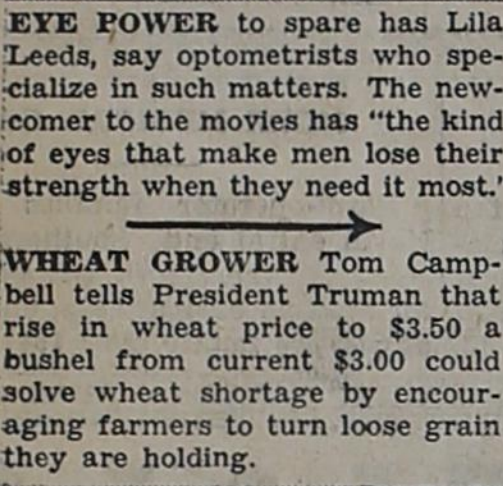 EYE POWER to spare has Lila
Leeds, say optometrists who spe-
cialize in such matters. The new-
comer to the movies has "the kind
of eyes that make men lose their
strength when they need it most.'
WHEAT GROWER Tom Camp-
bell tells President Truman that
rise in wheat price to $3.50 a
bushel from current $3.00 could
solve wheat shortage by encour-
aging farmers to turn loose grain
they are holding.